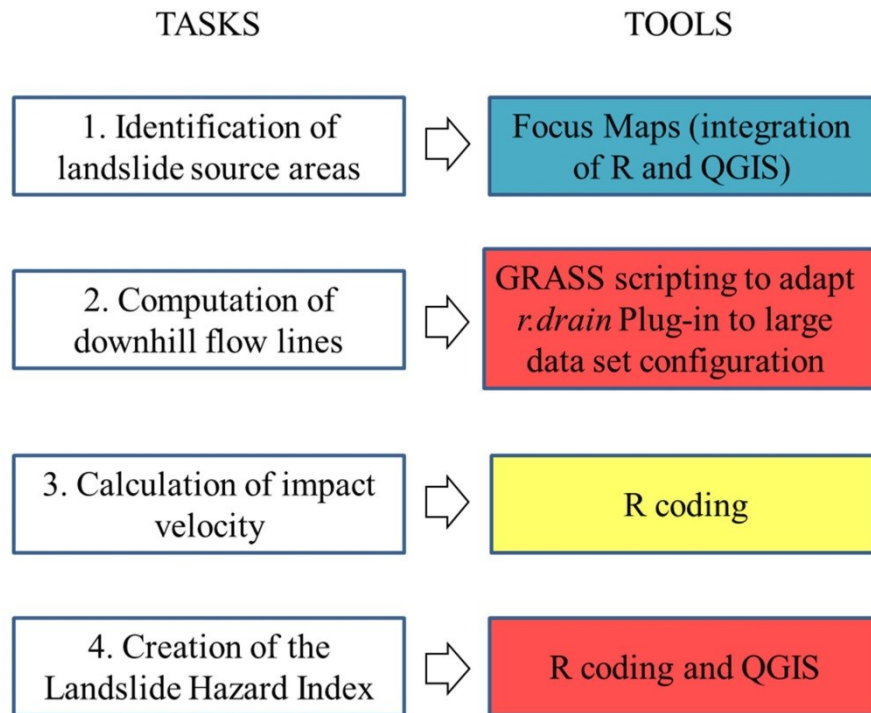 TASKS
TOOLS
1. Identification of
landslide source areas
Focus Maps (integration
of R and QGIS)
2. Computation of
downhill flow lines
GRASS scripting to adapt
r.drain Plug-in to large
data set configuration
3. Calculation of impact
velocity
R coding
4. Creation of the
Landslide Hazard Index
R coding and QGIS